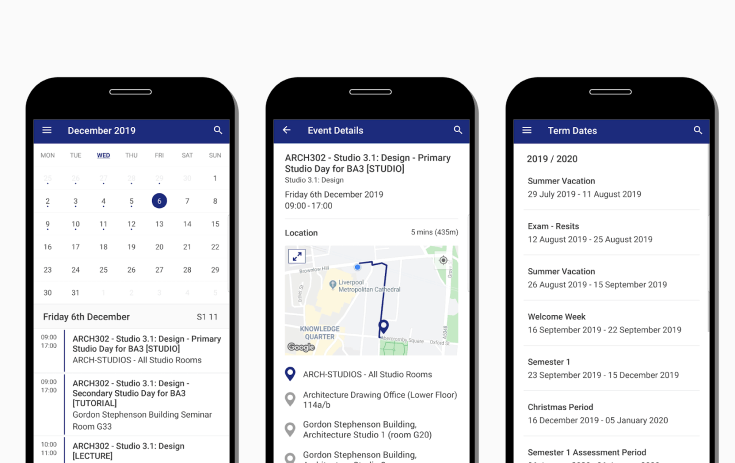 December 2019
MON TUE WED THU FRI SAT SUN
25 26 27 28 29 30 1
2 3 4 5 6 7 8
9 10 11 12 13 14 15
16 17 18 19 20 21 22
23 24 25 26 27 28 29
30 31 1 2 3 4 5
Friday 6th December S1 11
09:00
17:00
ARCH302 - Studio 3.1: Design - Primary
Studio Day for BA3 [STUDIO]
ARCH-STUDIOS - All Studio Rooms
09:00
17:00
ARCH302 - Studio 3.1: Design -
Secondary Studio Day for BA3
[TUTORIAL]
Gordon Stephenson Building Seminar
Room G33
10:00
11:00
ARCH302 - Studio 3.1: Design
[LECTURE]
Event Details
ARCH302 - Studio 3.1: Design - Primary
Studio Day for BA3 [STUDIO]
Studio 3.1: Design
Friday 6th December 2019
09:00 - 17:00
Location 5 mins (435m)
Brownlow Hill
Liverpool
Metropolitan Cathedral
KNOWLEDGE
QUARTER
Abercromby Square
Oxford St
Google
ARCH-STUDIOS - All Studio Rooms
Architecture Drawing Office (Lower Floor)
114a/b
Gordon Stephenson Building,
Architecture Studio 1 (room G20)
Gordon Stephenson Building,
Term Dates
2019 / 2020
Summer Vacation
29 July 2019 - 11 August 2019
Exam - Resits
12 August 2019 - 25 August 2019
Summer Vacation
26 August 2019 - 15 September 2019
Welcome Week
16 September 2019 - 22 September 2019
Semester 1
23 September 2019 - 15 December 2019
Christmas Period
16 December 2019 - 05 January 2020
Semester 1 Assessment Period